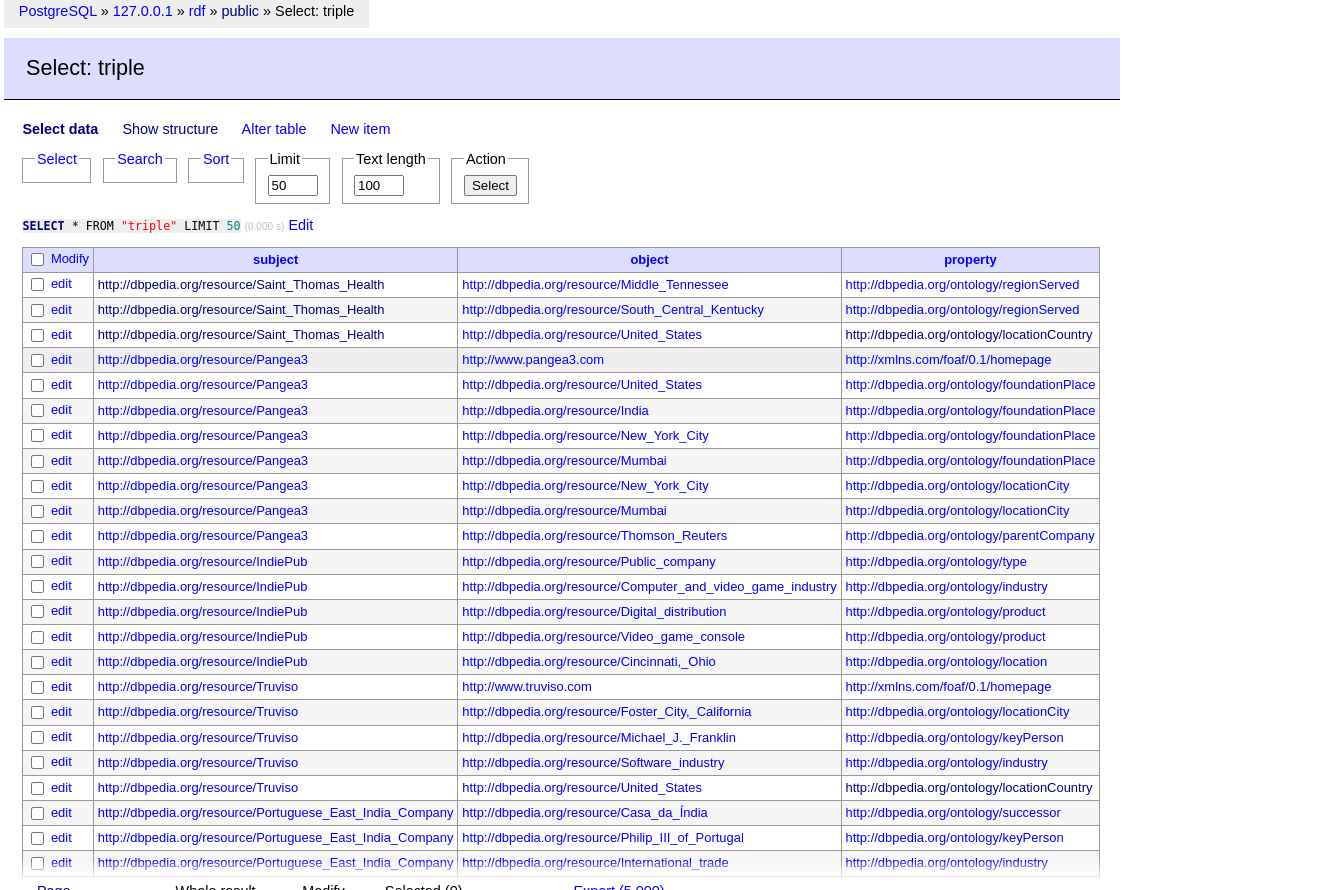 PostgreSQL » 127.0.0.1 » rdf » public » Select: triple
Select: triple
Select data Show structure Alter table New item
Select Search Sort Limit Text length Action
50 100 Select
SELECT * FROM "triple" LIMIT 50 (0.000 s) Edit
Modify subject object property
edit http://dbpedia.org/resource/Saint_Thomas_Health http://dbpedia.org/resource/Middle_Tennessee http://dbpedia.org/ontology/regionServed
edit http://dbpedia.org/resource/Saint_Thomas_Health http://dbpedia.org/resource/South_Central_Kentucky http://dbpedia.org/ontology/regionServed
edit http://dbpedia.org/resource/Saint_Thomas_Health http://dbpedia.org/resource/United_States http://dbpedia.org/ontology/locationCountry
edit http://dbpedia.org/resource/Pangea3 http://www.pangea3.com http://xmlns.com/foaf/0.1/homepage
edit http://dbpedia.org/resource/Pangea3 http://dbpedia.org/resource/United_States http://dbpedia.org/ontology/foundationPlace
edit http://dbpedia.org/resource/Pangea3 http://dbpedia.org/resource/India http://dbpedia.org/ontology/foundationPlace
edit http://dbpedia.org/resource/Pangea3 http://dbpedia.org/resource/New_York_City http://dbpedia.org/ontology/foundationPlace
edit http://dbpedia.org/resource/Pangea3 http://dbpedia.org/resource/Mumbai http://dbpedia.org/ontology/foundationPlace
edit http://dbpedia.org/resource/Pangea3 http://dbpedia.org/resource/New_York_City http://dbpedia.org/ontology/locationCity
edit http://dbpedia.org/resource/Pangea3 http://dbpedia.org/resource/Mumbai http://dbpedia.org/ontology/locationCity
edit http://dbpedia.org/resource/Pangea3 http://dbpedia.org/resource/Thomson_Reuters http://dbpedia.org/ontology/parentCompany
edit http://dbpedia.org/resource/IndiePub http://dbpedia.org/resource/Public_company http://dbpedia.org/ontology/type
edit http://dbpedia.org/resource/IndiePub http://dbpedia.org/resource/Computer_and_video_game_industry http://dbpedia.org/ontology/industry
edit http://dbpedia.org/resource/IndiePub http://dbpedia.org/resource/Digital_distribution http://dbpedia.org/ontology/product
edit http://dbpedia.org/resource/IndiePub http://dbpedia.org/resource/Video_game_console http://dbpedia.org/ontology/product
edit http://dbpedia.org/resource/IndiePub http://dbpedia.org/resource/Cincinnati,_Ohio http://dbpedia.org/ontology/location
edit http://dbpedia.org/resource/Truviso http://www.truviso.com http://xmlns.com/foaf/0.1/homepage
edit http://dbpedia.org/resource/Truviso http://dbpedia.org/resource/Foster_City,_California http://dbpedia.org/ontology/locationCity
edit http://dbpedia.org/resource/Truviso http://dbpedia.org/resource/Michael_J._Franklin http://dbpedia.org/ontology/keyPerson
edit http://dbpedia.org/resource/Truviso http://dbpedia.org/resource/Software_industry http://dbpedia.org/ontology/industry
edit http://dbpedia.org/resource/Truviso http://dbpedia.org/resource/United_States http://dbpedia.org/ontology/locationCountry
edit http://dbpedia.org/resource/Portuguese_East_India_Company http://dbpedia.org/resource/Casa_da_Índia http://dbpedia.org/ontology/successor
edit http://dbpedia.org/resource/Portuguese_East_India_Company http://dbpedia.org/resource/Philip_III_of_Portugal http://dbpedia.org/ontology/keyPerson
edit http://dbpedia.org/resource/Portuguese_East_India_Company http://dbpedia.org/resource/International_trade http://dbpedia.org/ontology/industry
Page Whole result Modify Selected (0) Export (5,000)